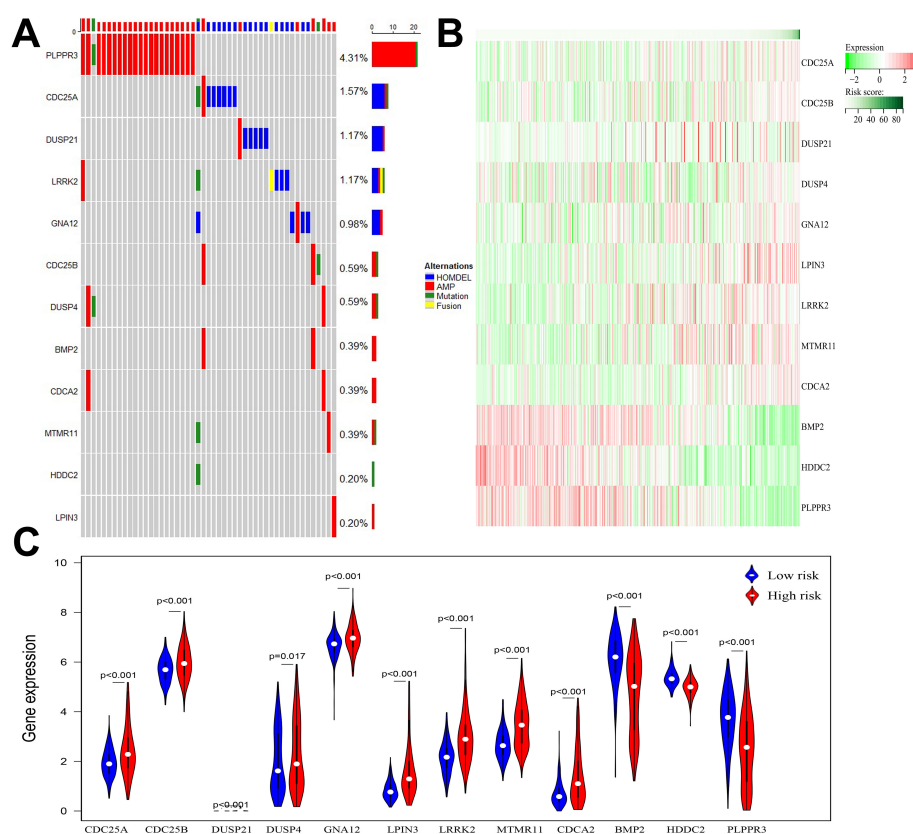 A
0
PLPPR3 4.31%
CDC25A 1.57%
DUSP21 1.17%
LRRK2 1.17%
GNA12 0.98%
CDC25B 0.59%
DUSP4 0.59%
BMP2 0.39%
CDCA2 0.39%
MTMR11 0.39%
HDDC2 0.20%
LPIN3 0.20%
0 10 20
Alternations
HOMDEL
AMP
Mutation
Fusion
B
CDC25A
CDC25B
DUSP21
DUSP4
GNA12
LPIN3
LRRK2
MTMR11
CDCA2
BMP2
HDDC2
PLPPR3
Expression
−2 0 2
Risk score:
20 40 60 80
C
Gene expression
10
8
6
4
2
0
p<0.001
p<0.001
p<0.001
p=0.017
p<0.001
p<0.001
p<0.001
p<0.001
p<0.001
p<0.001
p<0.001
p<0.001
Low risk
High risk
CDC25A CDC25B DUSP21 DUSP4 GNA12 LPIN3 LRRK2 MTMR11 CDCA2 BMP2 HDDC2 PLPPR3